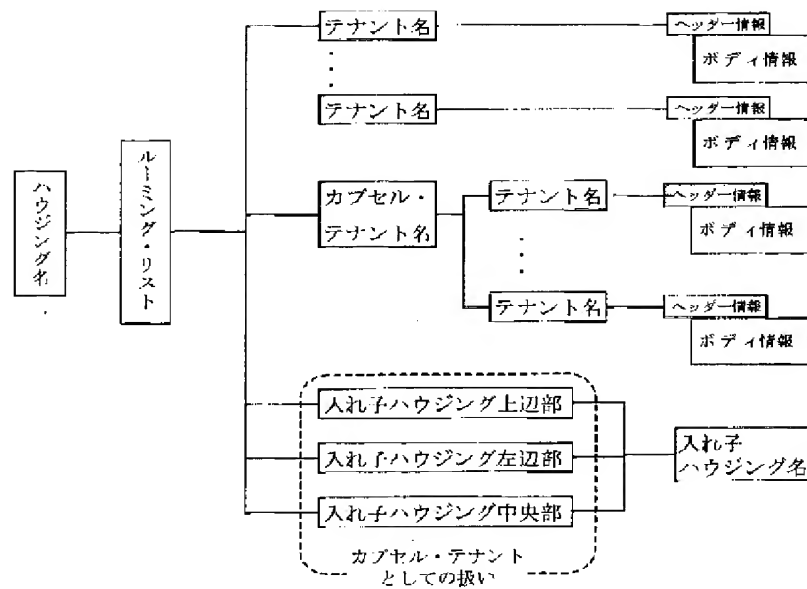 ハウジング名
ルーミング・リスト
テナント名
ヘッダー情報
ボディ情報
テナント名
ヘッダー情報
ボディ情報
カプセル・
テナント名
テナント名
ヘッダー情報
ボディ情報
テナント名
ヘッダー情報
ボディ情報
入れ子ハウジング上辺部
入れ子ハウジング左辺部
入れ子ハウジング中央部
入れ子
ハウジング名
カプセル・テナント
としての扱い